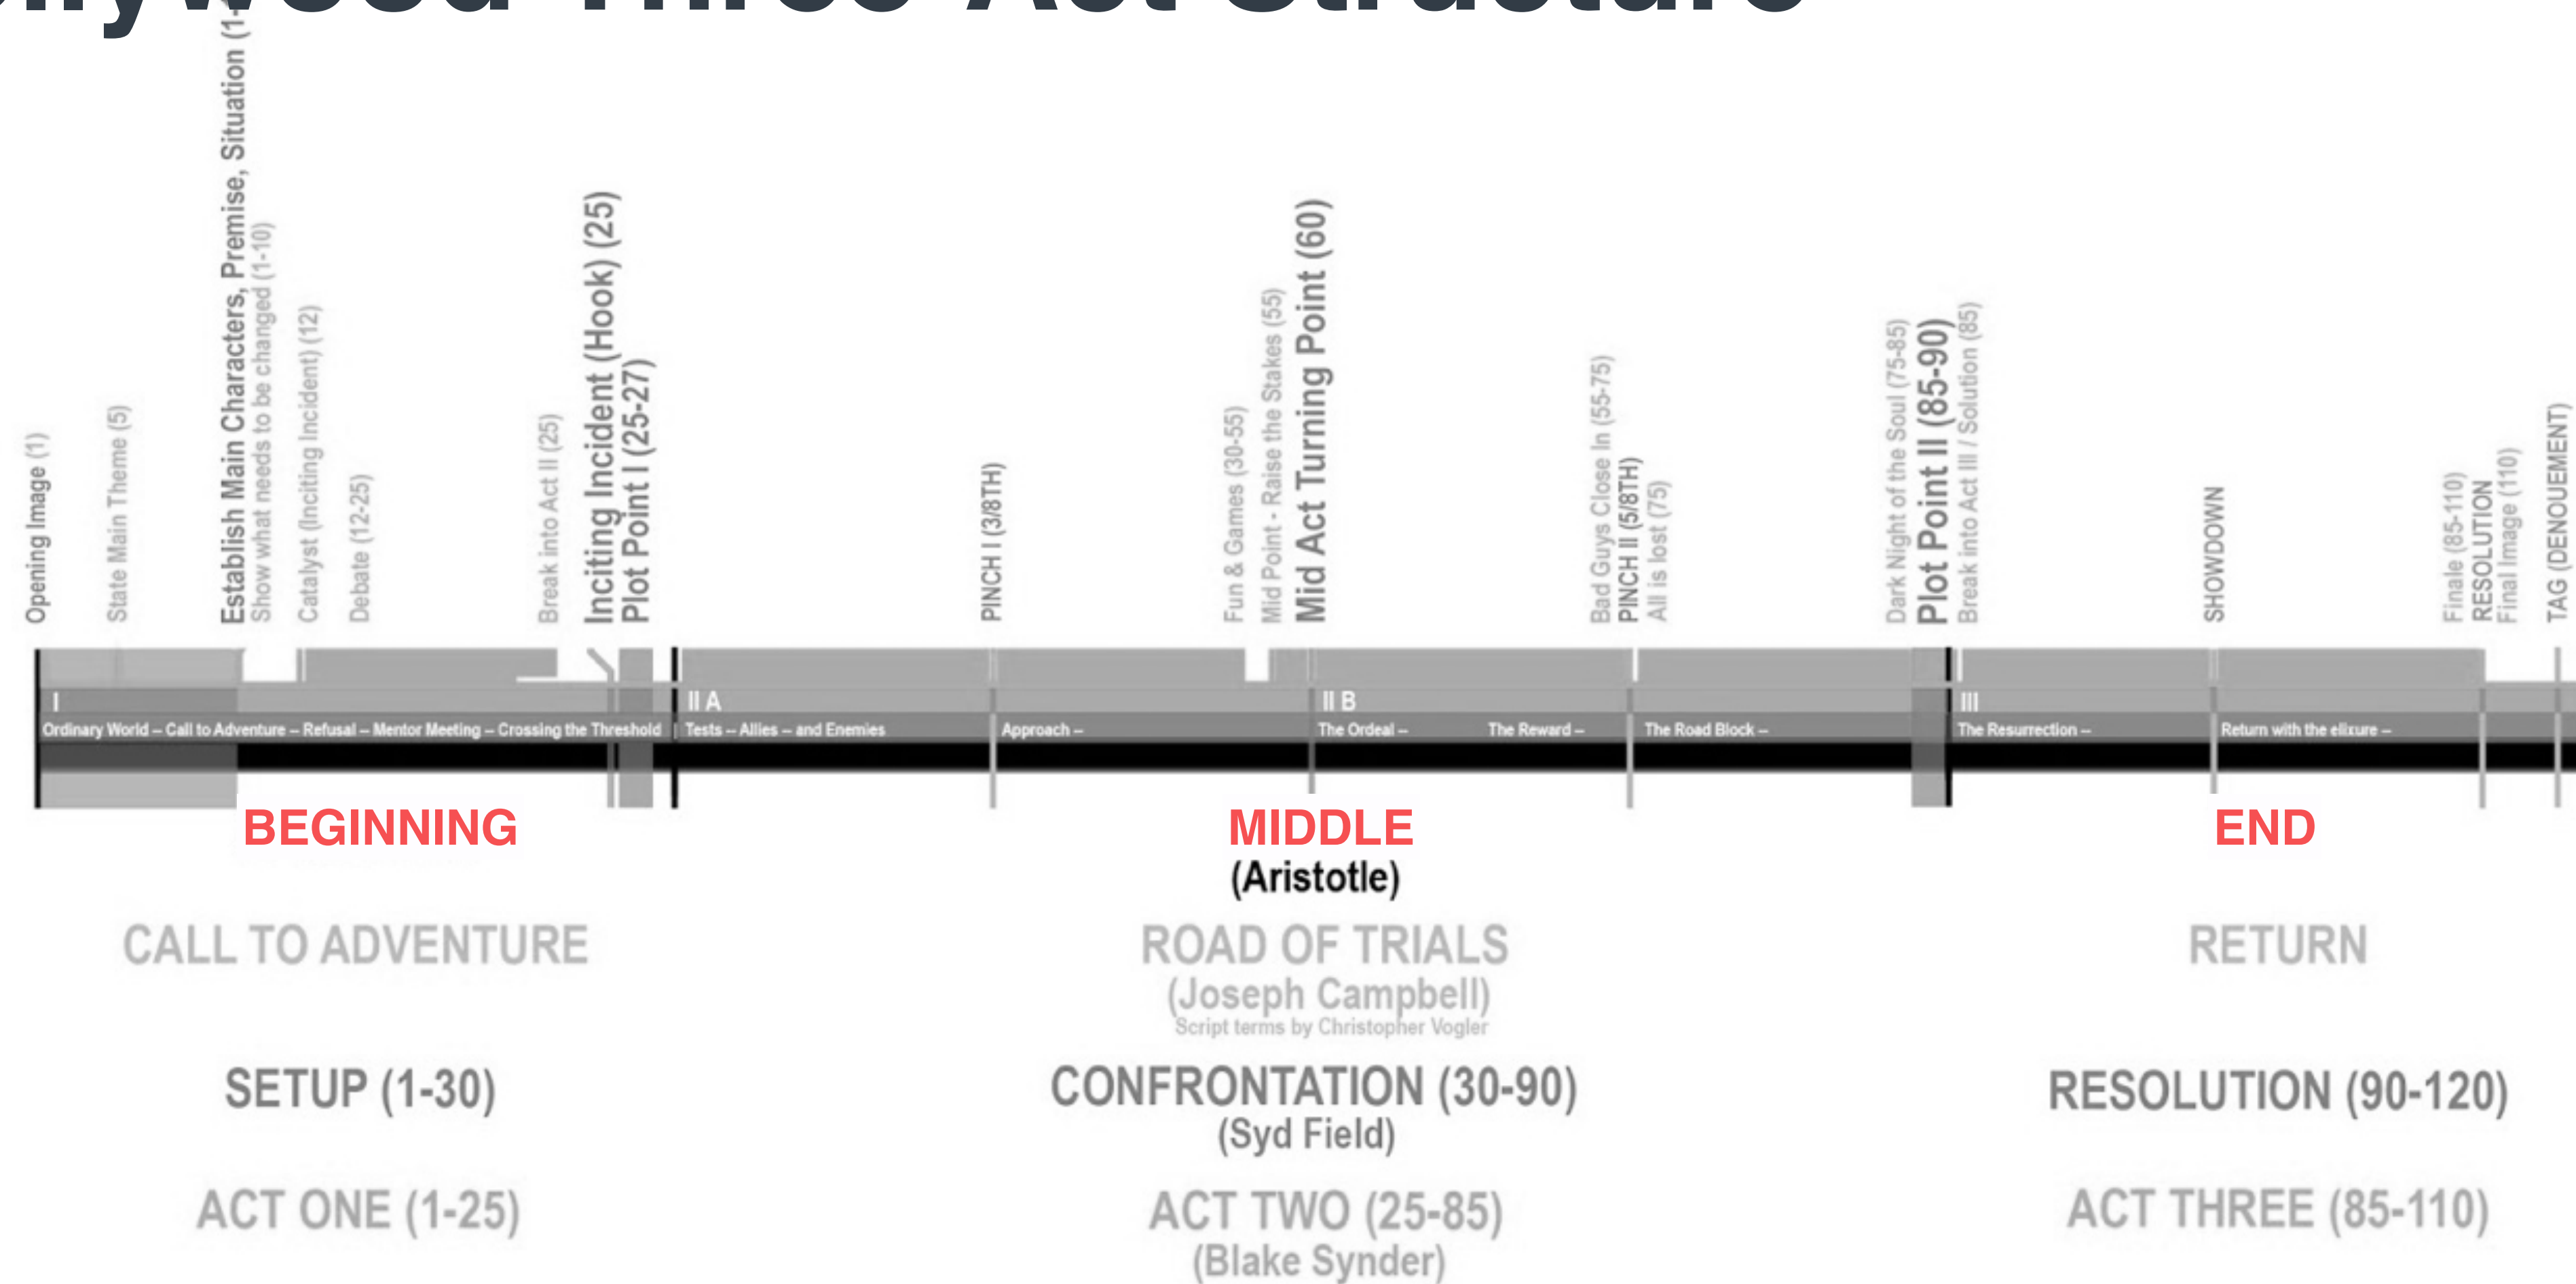 Hollywood Three Act Structure
Opening Image (1)
State Main Theme (5)
Establish Main Characters, Premise, Situation (1-
Show what needs to be changed (1-10)
Catalyst (Inciting Incident) (12)
Debate (12-25)
Break into Act II (25)
Inciting Incident (Hook) (25)
Plot Point I (25-27)
PINCH I (3/8TH)
Fun & Games (30-55)
Mid Point - Raise the Stakes (55)
Mid Act Turning Point (60)
Bad Guys Close In (55-75)
PINCH II (5/8TH)
All is lost (75)
Dark Night of the Soul (75-85)
Plot Point II (85-90)
Break into Act III / Solution (85)
SHOWDOWN
Finale (85-110)
RESOLUTION
Final Image (110)
TAG (DENOUEMENT)
I
II A
II B
III
Ordinary World – Call to Adventure – Refusal – Mentor Meeting – Crossing the Threshold
Tests – Allies – and Enemies
Approach –
The Ordeal –
The Reward –
The Road Block –
The Resurrection –
Return with the elixure –
BEGINNING
MIDDLE
END
(Aristotle)
CALL TO ADVENTURE
ROAD OF TRIALS
RETURN
(Joseph Campbell)
Script terms by Christopher Vogler
SETUP (1-30)
CONFRONTATION (30-90)
RESOLUTION (90-120)
(Syd Field)
ACT ONE (1-25)
ACT TWO (25-85)
ACT THREE (85-110)
(Blake Synder)